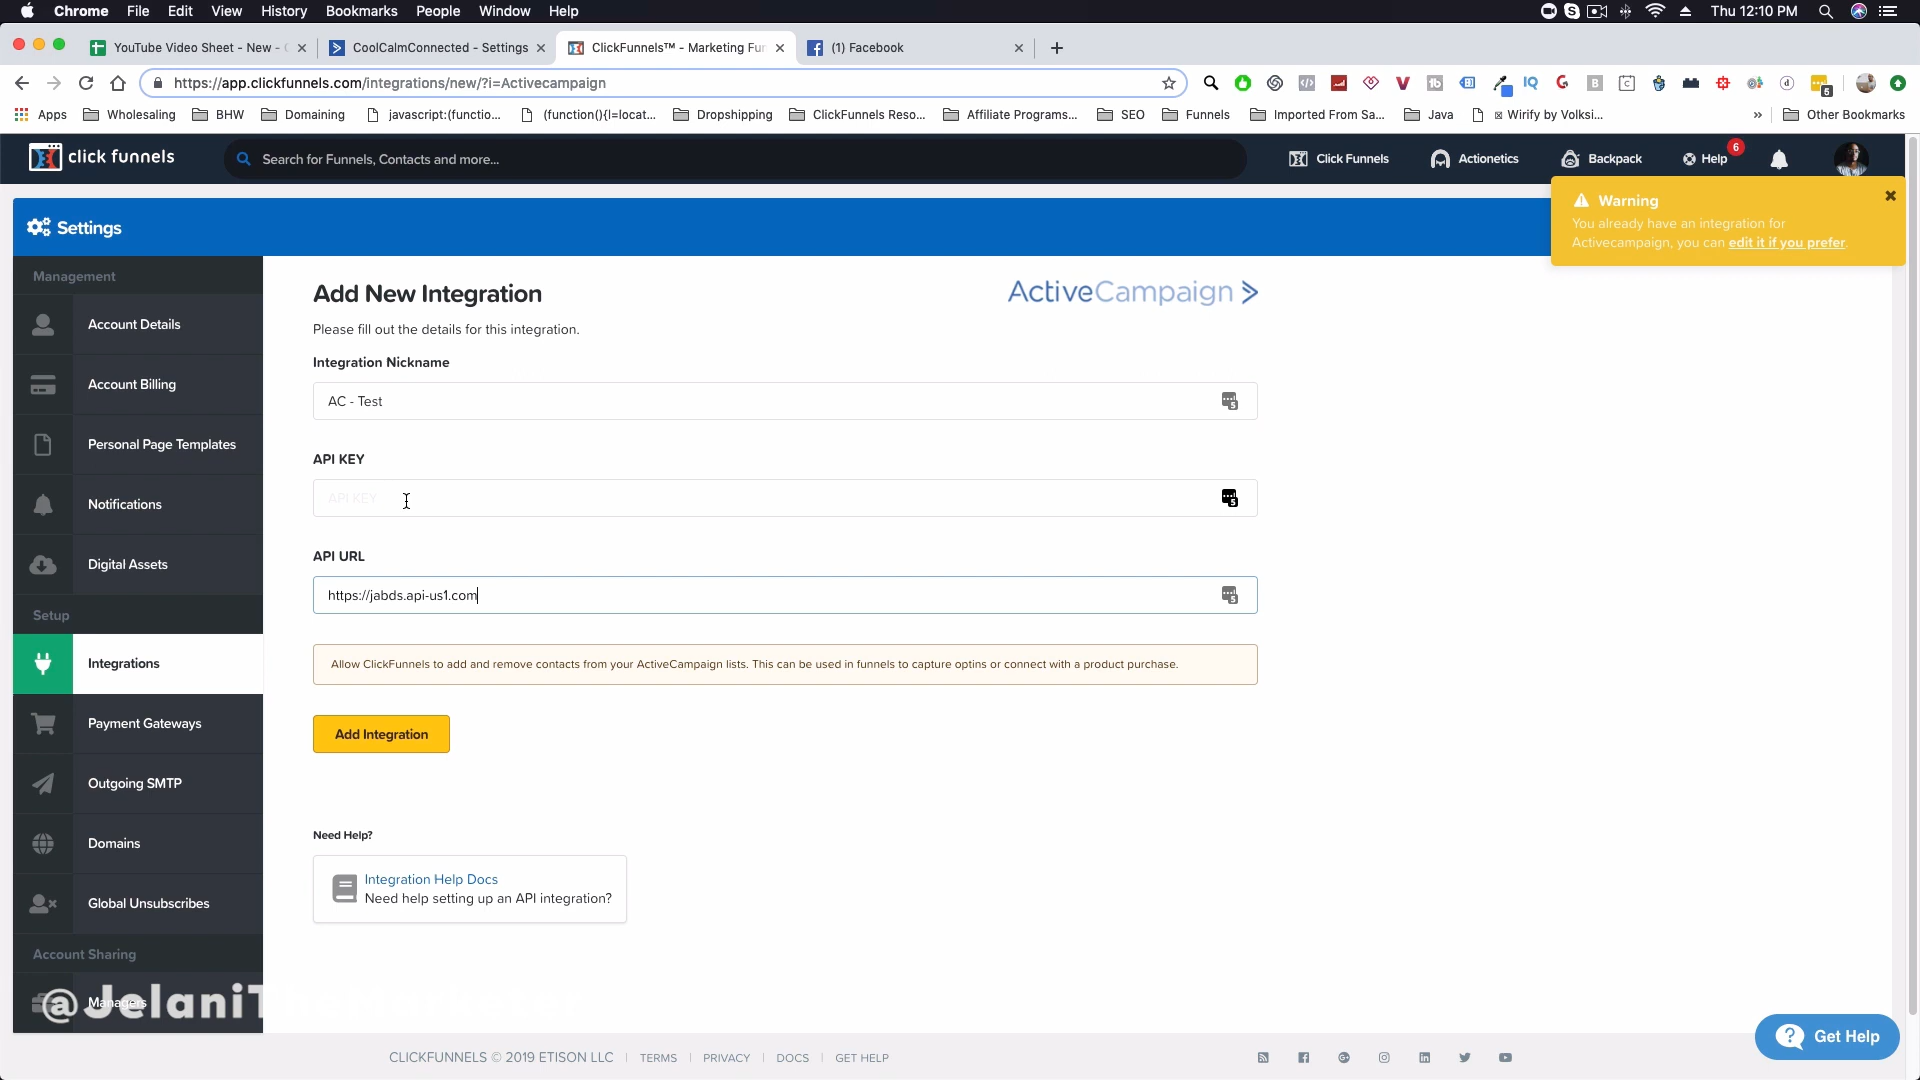 Chrome File Edit View History Bookmarks People Window Help Thu 12:10 PM
YouTube Video Sheet - New - CoolCalmConnected - Settings ClickFunnels™ - Marketing Fun (1) Facebook
https://app.clickfunnels.com/integrations/new/?i=Activecampaign
Apps Wholesaling BHW Domaining javascript:(functio... (function(){l=locat... Dropshipping ClickFunnels Reso... Affiliate Programs... SEO Funnels Imported From Sa... Java Wirify by Volksi... » Other Bookmarks
click funnels Search for Funnels, Contacts and more... Click Funnels Actionetics Backpack Help 6
Warning
You already have an integration for
Activecampaign, you can edit it if you prefer.
Settings
Management
Account Details
Account Billing
Personal Page Templates
Notifications
Digital Assets
Setup
Integrations
Payment Gateways
Outgoing SMTP
Domains
Global Unsubscribes
Account Sharing
Managers
Add New Integration
ActiveCampaign >
Please fill out the details for this integration.
Integration Nickname
AC - Test
API KEY
API KEY
API URL
https://jabds.api-us1.com
Allow ClickFunnels to add and remove contacts from your ActiveCampaign lists. This can be used in funnels to capture optins or connect with a product purchase.
Add Integration
Need Help?
Integration Help Docs
Need help setting up an API integration?
CLICKFUNNELS © 2019 ETISON LLC TERMS PRIVACY DOCS GET HELP
Get Help